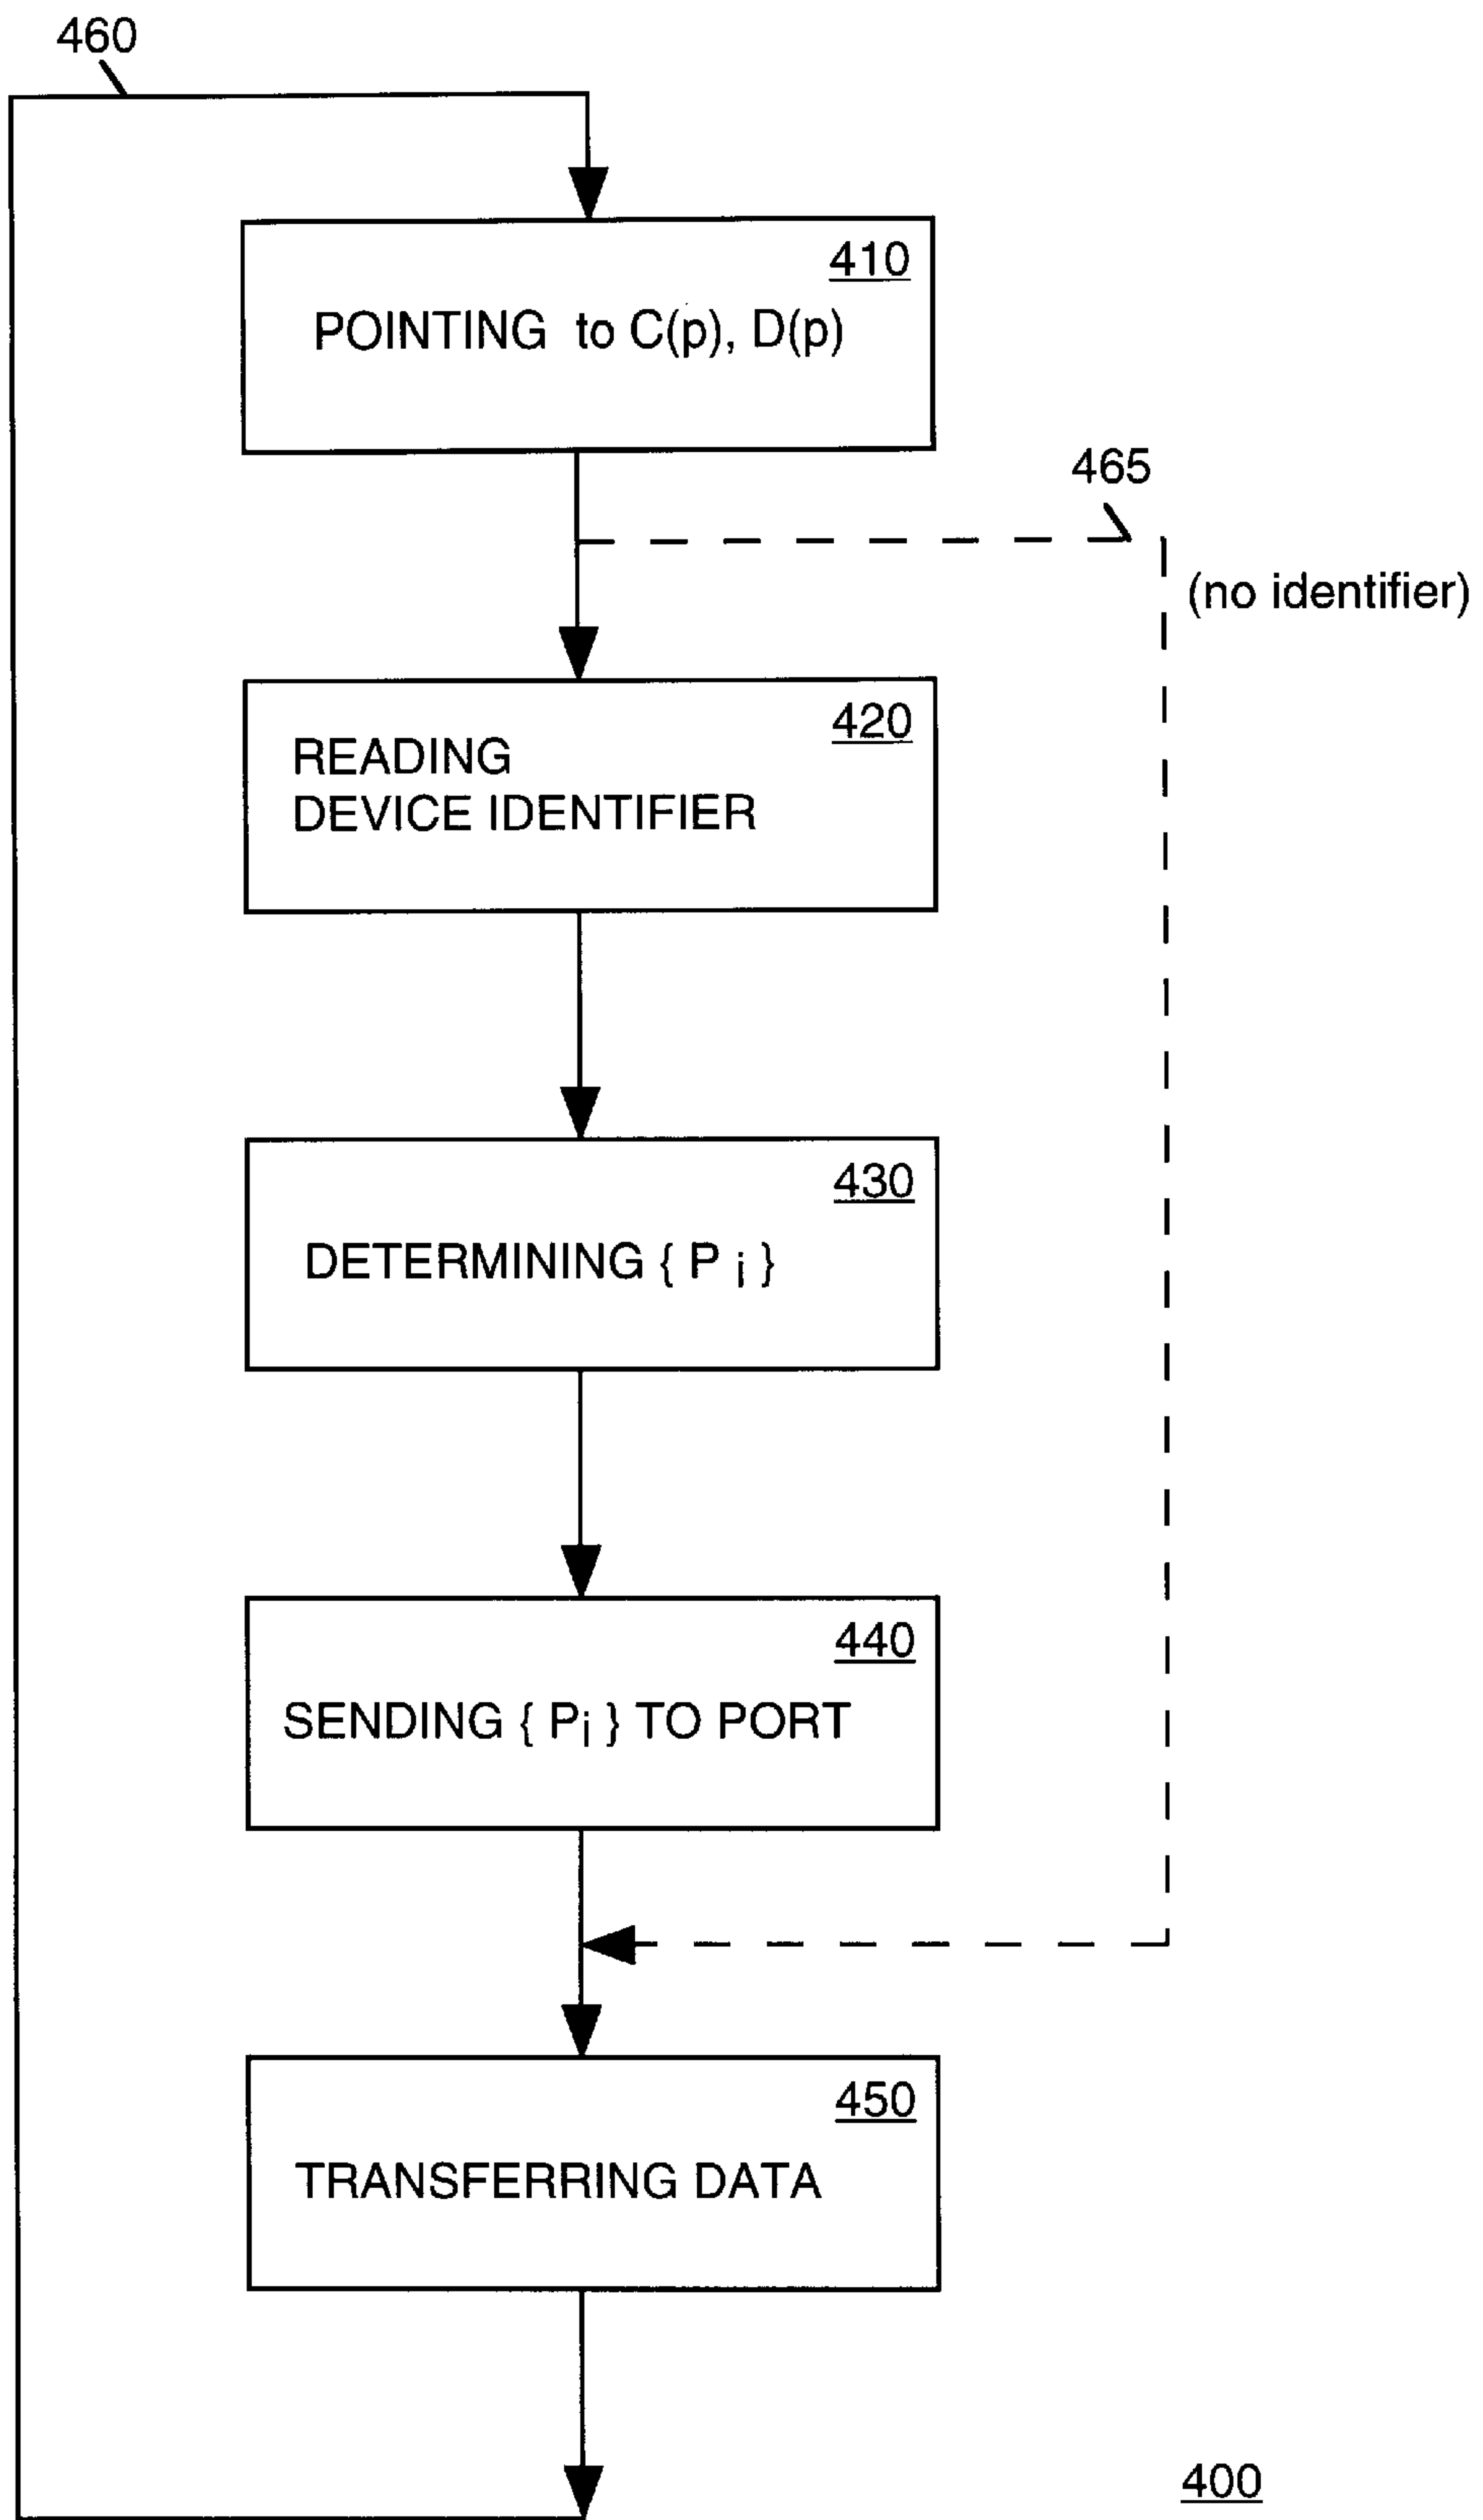 460
410
POINTING to C(p), D(p)
465
(no identifier)
420
READING
DEVICE IDENTIFIER
430
DETERMINING { P i }
440
SENDING { Pi } TO PORT
450
TRANSFERRING DATA
400